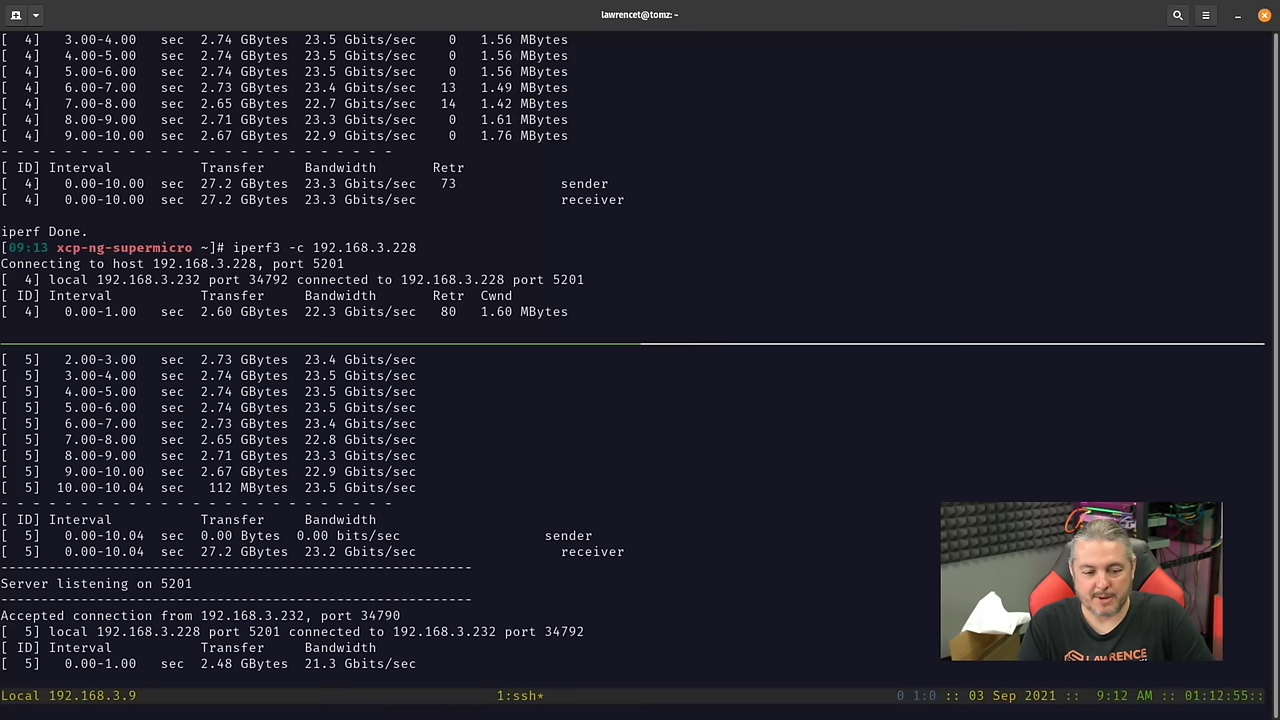 lawrencet@tomz: ~
[  4]   3.00-4.00   sec  2.74 GBytes  23.5 Gbits/sec    0   1.56 MBytes
[  4]   4.00-5.00   sec  2.74 GBytes  23.5 Gbits/sec    0   1.56 MBytes
[  4]   5.00-6.00   sec  2.74 GBytes  23.5 Gbits/sec    0   1.56 MBytes
[  4]   6.00-7.00   sec  2.73 GBytes  23.4 Gbits/sec   13   1.49 MBytes
[  4]   7.00-8.00   sec  2.65 GBytes  22.7 Gbits/sec   14   1.42 MBytes
[  4]   8.00-9.00   sec  2.71 GBytes  23.3 Gbits/sec    0   1.61 MBytes
[  4]   9.00-10.00  sec  2.67 GBytes  22.9 Gbits/sec    0   1.76 MBytes
- - - - - - - - - - - - - - - - - - - - - - - - -
[ ID] Interval           Transfer     Bandwidth       Retr
[  4]   0.00-10.00  sec  27.2 GBytes  23.3 Gbits/sec   73             sender
[  4]   0.00-10.00  sec  27.2 GBytes  23.3 Gbits/sec                  receiver
iperf Done.
[09:13 xcp-ng-supermicro ~]# iperf3 -c 192.168.3.228
Connecting to host 192.168.3.228, port 5201
[  4] local 192.168.3.232 port 34792 connected to 192.168.3.228 port 5201
[ ID] Interval           Transfer     Bandwidth       Retr  Cwnd
[  4]   0.00-1.00   sec  2.60 GBytes  22.3 Gbits/sec   80   1.60 MBytes
[  5]   2.00-3.00   sec  2.73 GBytes  23.4 Gbits/sec
[  5]   3.00-4.00   sec  2.74 GBytes  23.5 Gbits/sec
[  5]   4.00-5.00   sec  2.74 GBytes  23.5 Gbits/sec
[  5]   5.00-6.00   sec  2.74 GBytes  23.5 Gbits/sec
[  5]   6.00-7.00   sec  2.73 GBytes  23.4 Gbits/sec
[  5]   7.00-8.00   sec  2.65 GBytes  22.8 Gbits/sec
[  5]   8.00-9.00   sec  2.71 GBytes  23.3 Gbits/sec
[  5]   9.00-10.00  sec  2.67 GBytes  22.9 Gbits/sec
[  5]  10.00-10.04  sec   112 MBytes  23.5 Gbits/sec
- - - - - - - - - - - - - - - - - - - - - - - - -
[ ID] Interval           Transfer     Bandwidth
[  5]   0.00-10.04  sec  0.00 Bytes  0.00 bits/sec                  sender
[  5]   0.00-10.04  sec  27.2 GBytes  23.2 Gbits/sec                  receiver
-----------------------------------------------------------
Server listening on 5201
-----------------------------------------------------------
Accepted connection from 192.168.3.232, port 34790
[  5] local 192.168.3.228 port 5201 connected to 192.168.3.232 port 34792
[ ID] Interval           Transfer     Bandwidth
[  5]   0.00-1.00   sec  2.48 GBytes  21.3 Gbits/sec
LAWRENCE
Local 192.168.3.9 1:ssh* 0 1:0 :: 03 Sep 2021 :: 9:12 AM :: 01:12:55::